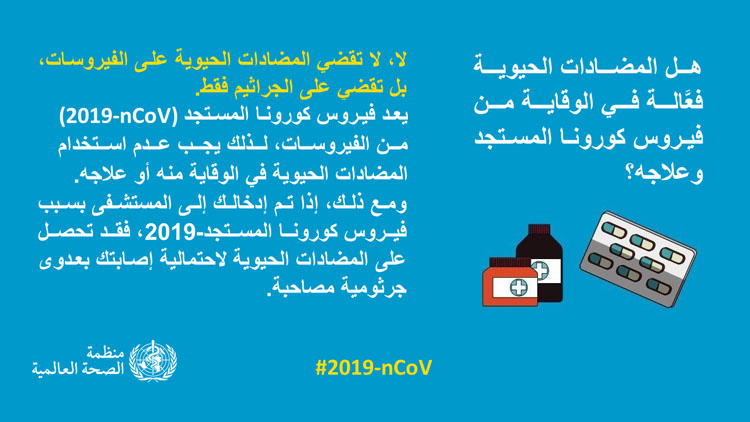 هل المضادات الحيوية
فعَّالة في الوقاية من
فيروس كورونا المستجد
وعلاجه؟
لا، لا تقضي المضادات الحيوية على الفيروسات،
بل تقضي على الجراثيم فقط.
يعد فيروس كورونا المستجد (2019-nCoV)
من الفيروسات، لذلك يجب عدم استخدام
المضادات الحيوية في الوقاية منه أو علاجه.
ومع ذلك، إذا تم إدخالك إلى المستشفى بسبب
فيروس كورونا المستجد-2019، فقد تحصل
على المضادات الحيوية لاحتمالية إصابتك بعدوى
جرثومية مصاحبة.
#2019-nCoV
منظمة
الصحة العالمية